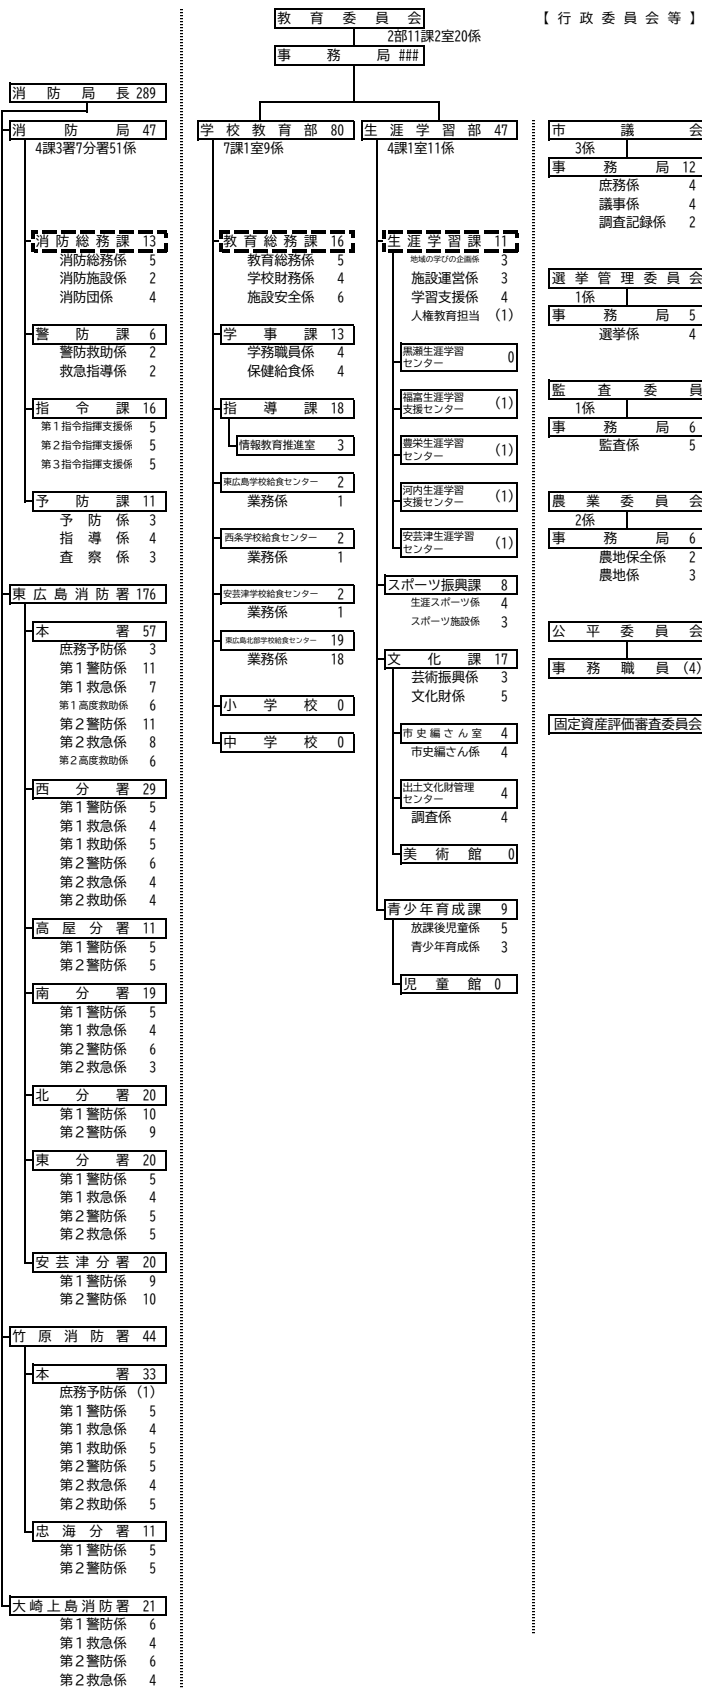 消防局長 289
消防局 47
4課3署7分署51係
消防総務課 13
消防総務係 5
消防施設係 2
消防団係 4
警防課 6
警防救助係 2
救急指導係 2
指令課 16
第1指令指揮支援係 5
第2指令指揮支援係 5
第3指令指揮支援係 5
予防課 11
予防係 3
指導係 4
査察係 3
東広島消防署 176
本署 57
庶務予防係 3
第1警防係 11
第1救急係 7
第1高度救助係 6
第2警防係 11
第2救急係 8
第2高度救助係 6
西分署 29
第1警防係 5
第1救急係 4
第1救助係 5
第2警防係 6
第2救急係 4
第2救助係 4
高屋分署 11
第1警防係 5
第2警防係 5
南分署 19
第1警防係 5
第1救急係 4
第2警防係 6
第2救急係 3
北分署 20
第1警防係 10
第2警防係 9
東分署 20
第1警防係 5
第1救急係 4
第2警防係 5
第2救急係 5
安芸津分署 20
第1警防係 9
第2警防係 10
竹原消防署 44
本署 33
庶務予防係 (1)
第1警防係 5
第1救急係 4
第1救助係 5
第2警防係 5
第2救急係 4
第2救助係 5
忠海分署 11
第1警防係 5
第2警防係 5
大崎上島消防署 21
第1警防係 6
第1救急係 4
第2警防係 6
第2救急係 4
教育委員会
2部11課2室20係
事務局 ###
学校教育部 80
7課1室9係
教育総務課 16
教育総務係 5
学校財務係 4
施設安全係 6
学事課 13
学務職員係 4
保健給食係 4
指導課 18
情報教育推進室 3
東広島学校給食センター 2
業務係 1
西条学校給食センター 2
業務係 1
安芸津学校給食センター 2
業務係 1
東広島北部学校給食センター 19
業務係 18
小学校 0
中学校 0
生涯学習部 47
4課1室11係
生涯学習課 11
地域の学びの企画係 3
施設運営係 3
学習支援係 4
人権教育担当 (1)
黒瀬生涯学習
センター 0
福富生涯学習
支援センター (1)
豊栄生涯学習
センター (1)
河内生涯学習
支援センター (1)
安芸津生涯学習
センター (1)
スポーツ振興課 8
生涯スポーツ係 4
スポーツ施設係 3
文化課 17
芸術振興係 3
文化財係 5
市史編さん室 4
市史編さん係 4
出土文化財管理
センター 4
調査係 4
美術館 0
青少年育成課 9
放課後児童係 5
青少年育成係 3
児童館 0
【行政委員会等】
市議会
3係
事務局 12
庶務係 4
議事係 4
調査記録係 2
選挙管理委員会
1係
事務局 5
選挙係 4
監査委員
1係
事務局 6
監査係 5
農業委員会
2係
事務局 6
農地保全係 2
農地係 3
公平委員会
事務職員 (4)
固定資産評価審査委員会